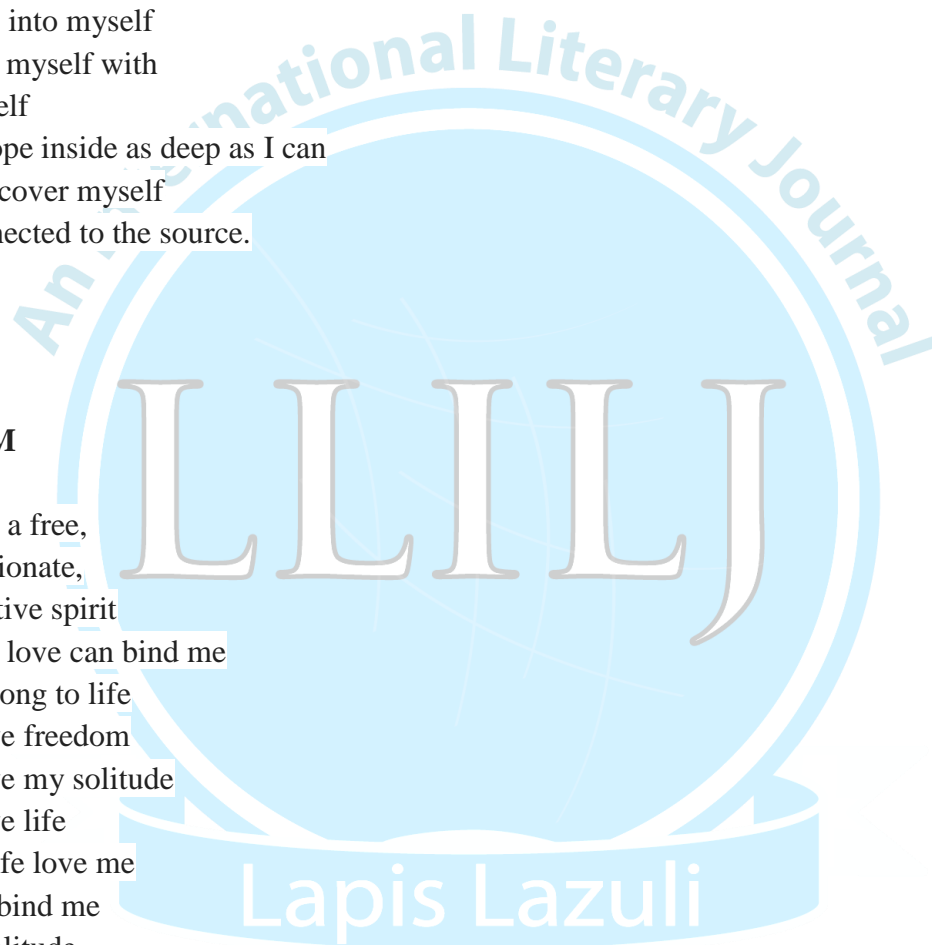 into myself
myself with
elf
ope inside as deep as I can
cover myself
nected to the source.
M
a free,
ionate,
tive spirit
love can bind me
ong to life
e freedom
e my solitude
e life
fe love me
bind me
An International Literary Journal
LLILJ
Lapis Lazuli